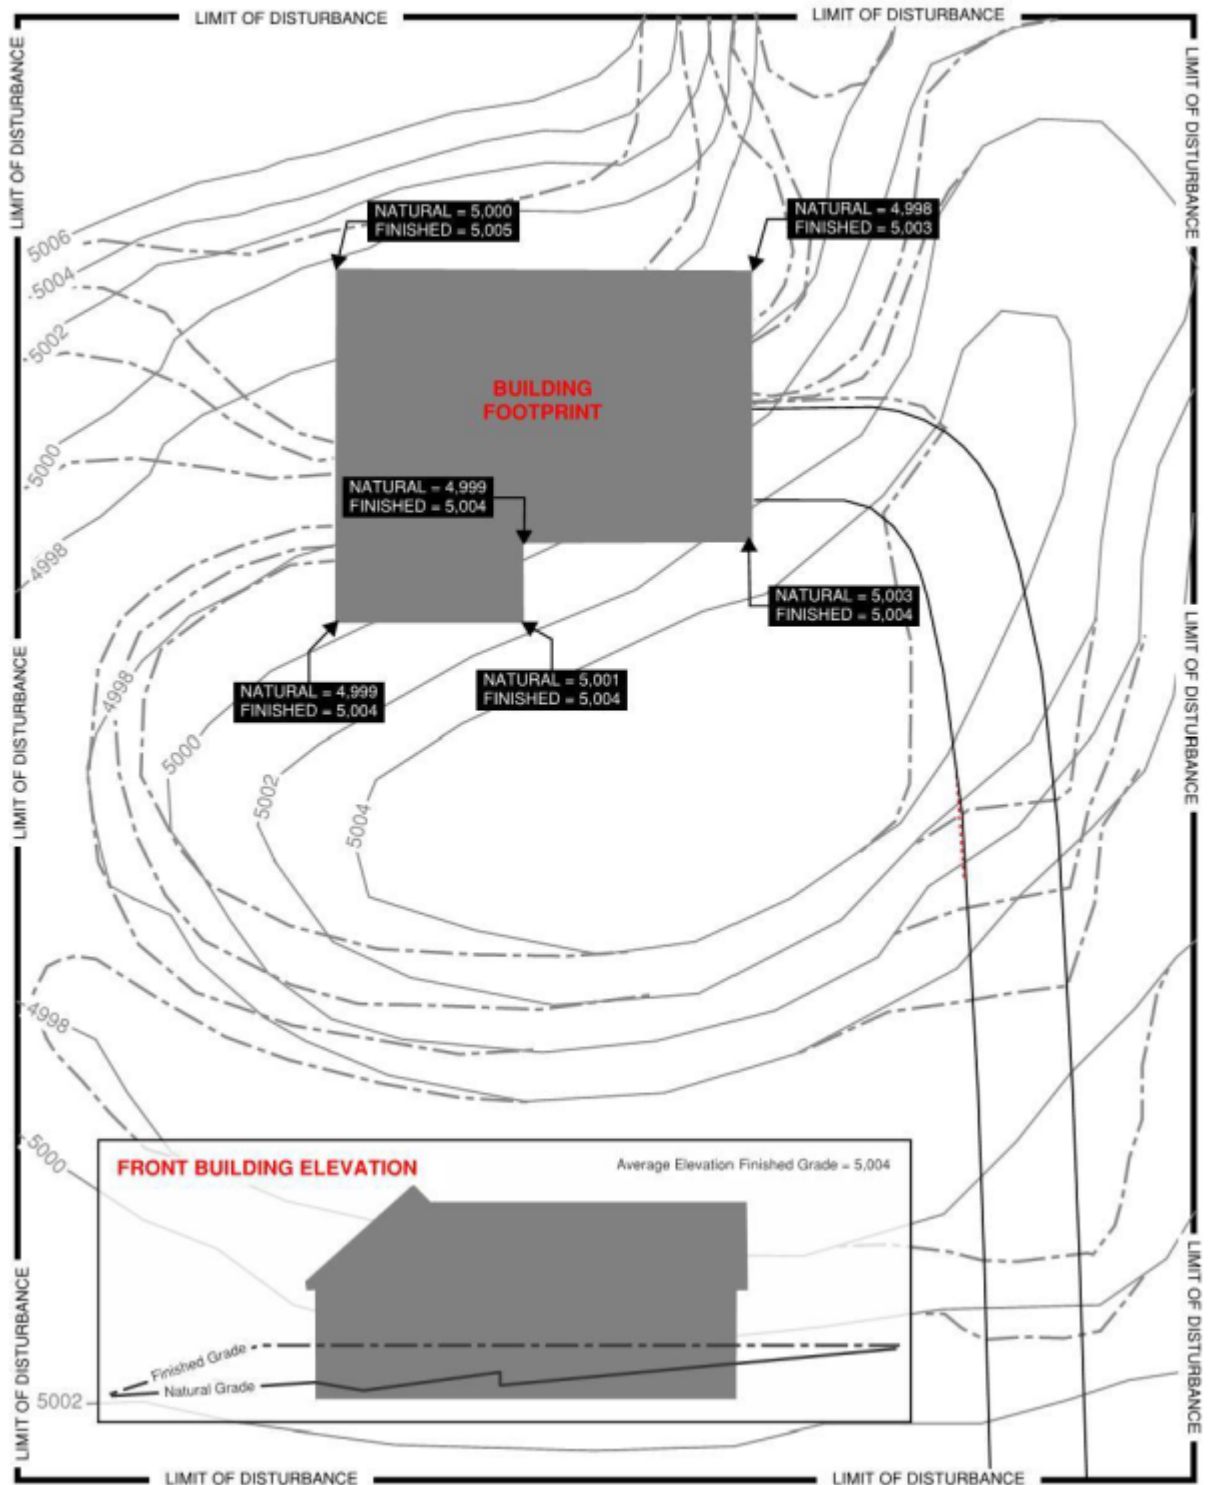 LIMIT OF DISTURBANCE
LIMIT OF DISTURBANCE
LIMIT OF DISTURBANCE
LIMIT OF DISTURBANCE
NATURAL = 5,000
FINISHED = 5,005
NATURAL = 4,998
FINISHED = 5,003
5006
5004
5002
5000
4998
BUILDING
FOOTPRINT
NATURAL = 4,999
FINISHED = 5,004
NATURAL = 5,003
FINISHED = 5,004
NATURAL = 4,999
FINISHED = 5,004
NATURAL = 5,001
FINISHED = 5,004
LIMIT OF DISTURBANCE
LIMIT OF DISTURBANCE
4998
5000
5002
5004
4998
5000
FRONT BUILDING ELEVATION
Average Elevation Finished Grade = 5,004
Finished Grade
Natural Grade
5002
LIMIT OF DISTURBANCE
LIMIT OF DISTURBANCE
LIMIT OF DISTURBANCE
LIMIT OF DISTURBANCE